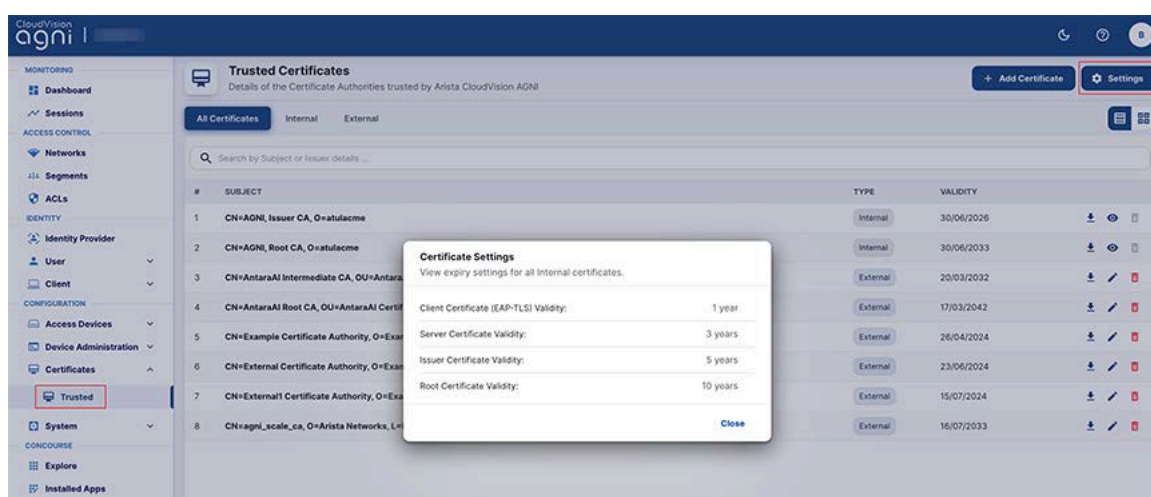 CloudVision
agni
MONITORING
Dashboard
Sessions
ACCESS CONTROL
Networks
Segments
ACLs
IDENTITY
Identity Provider
User
Client
CONFIGURATION
Access Devices
Device Administration
Certificates
Trusted
System
CONCOURSE
Explore
Installed Apps
B
Trusted Certificates
Details of the Certificate Authorities trusted by Arista CloudVision AGNI
+ Add Certificate
Settings
All Certificates Internal External
Search by Subject or Issuer details ...
# SUBJECT TYPE VALIDITY
1 CN=AGNI, Issuer CA, O=atulacme Internal 30/06/2026
2 CN=AGNI, Root CA, O=atulacme Internal 30/06/2033
3 CN=AntaraAI Intermediate CA, OU=Antara External 20/03/2032
4 CN=AntaraAI Root CA, OU=AntaraAI Certif External 17/03/2042
5 CN=Example Certificate Authority, O=Exa External 26/04/2024
6 CN=External Certificate Authority, O=Exa External 23/06/2024
7 CN=External1 Certificate Authority, O=Exa External 15/07/2024
8 CN=agni_scale_ca, O=Arista Networks, L= External 16/07/2033
Certificate Settings
View expiry settings for all Internal certificates.
Client Certificate (EAP-TLS) Validity: 1 year
Server Certificate Validity: 3 years
Issuer Certificate Validity: 5 years
Root Certificate Validity: 10 years
Close